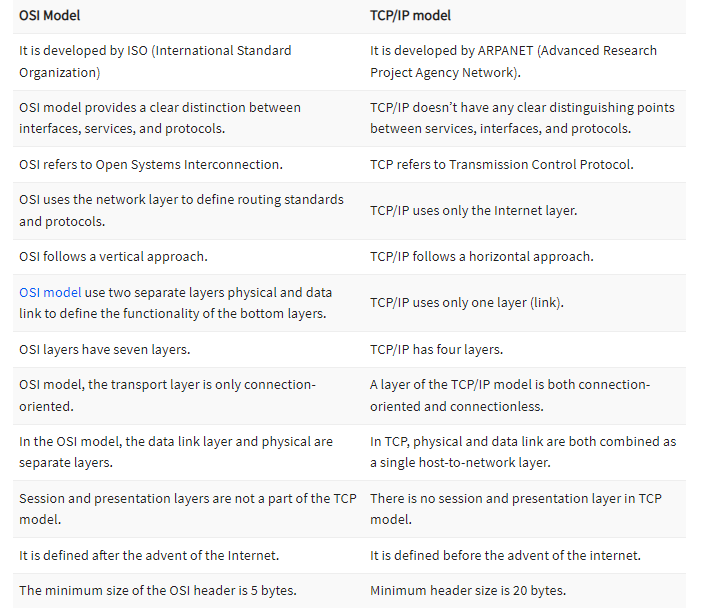 OSI Model
TCP/IP model
It is developed by ISO (International Standard
Organization)
It is developed by ARPANET (Advanced Research
Project Agency Network).
OSI model provides a clear distinction between
interfaces, services, and protocols.
TCP/IP doesn’t have any clear distinguishing points
between services, interfaces, and protocols.
OSI refers to Open Systems Interconnection.
TCP refers to Transmission Control Protocol.
OSI uses the network layer to define routing standards
and protocols.
TCP/IP uses only the Internet layer.
OSI follows a vertical approach.
TCP/IP follows a horizontal approach.
OSI model use two separate layers physical and data
link to define the functionality of the bottom layers.
TCP/IP uses only one layer (link).
OSI layers have seven layers.
TCP/IP has four layers.
OSI model, the transport layer is only connection-
oriented.
A layer of the TCP/IP model is both connection-
oriented and connectionless.
In the OSI model, the data link layer and physical are
separate layers.
In TCP, physical and data link are both combined as
a single host-to-network layer.
Session and presentation layers are not a part of the TCP
model.
There is no session and presentation layer in TCP
model.
It is defined after the advent of the Internet.
It is defined before the advent of the internet.
The minimum size of the OSI header is 5 bytes.
Minimum header size is 20 bytes.